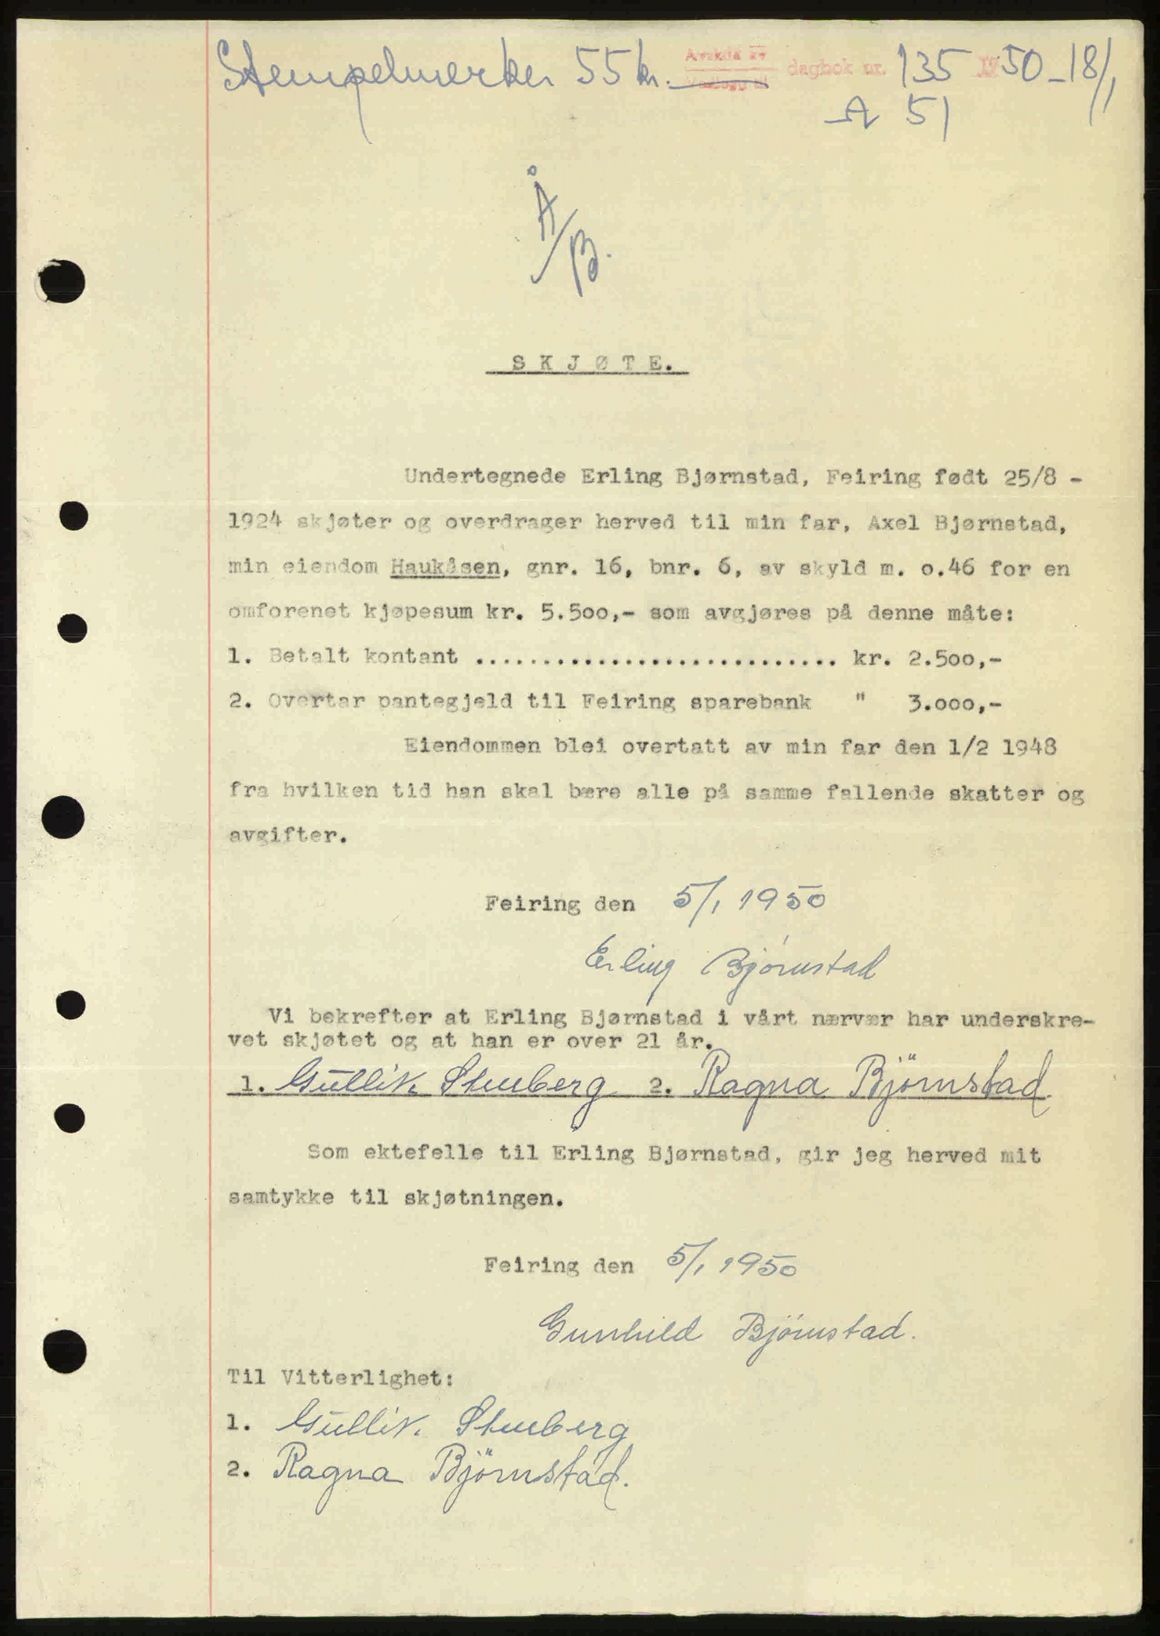 Stempelmerker 55 kr. dagbok nr. 135 1950-18/1
A 51
Å/B.
SKJØTE.
Undertegnede Erling Bjørnstad, Feiring født 25/8 -
1924 skjøter og overdrager herved til min far, Axel Bjørnstad,
min eiendom Haukåsen, gnr. 16, bnr. 6, av skyld m. o.46 for en
omforenet kjøpesum kr. 5.500,- som avgjøres på denne måte:
1. Betalt kontant ........................... kr. 2.500,-
2. Overtar pantegjeld til Feiring sparebank " 3.000,-
Eiendommen blei overtatt av min far den 1/2 1948
fra hvilken tid han skal bære alle på samme fallende skatter og
avgifter.
Feiring den 5/1 1950
Erling Bjørnstad
Vi bekrefter at Erling Bjørnstad i vårt nærvær har underskre-
vet skjøtet og at han er over 21 år.
1. Gullik Stuberg 2. Ragna Björnstad.
Som ektefelle til Erling Bjørnstad, gir jeg herved mit
samtykke til skjøtningen.
Feiring den 5/1 1950
Gunhild Bjørnstad.
Til Vitterlighet:
1. Gullik. Stuberg
2. Ragna Björnstad.